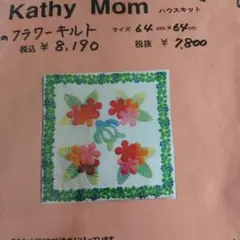 Kathy Mom ハウスキット
の フラワーキルト サイズ 64cm×64cm
税込 ¥8,190 税抜 ¥7,800